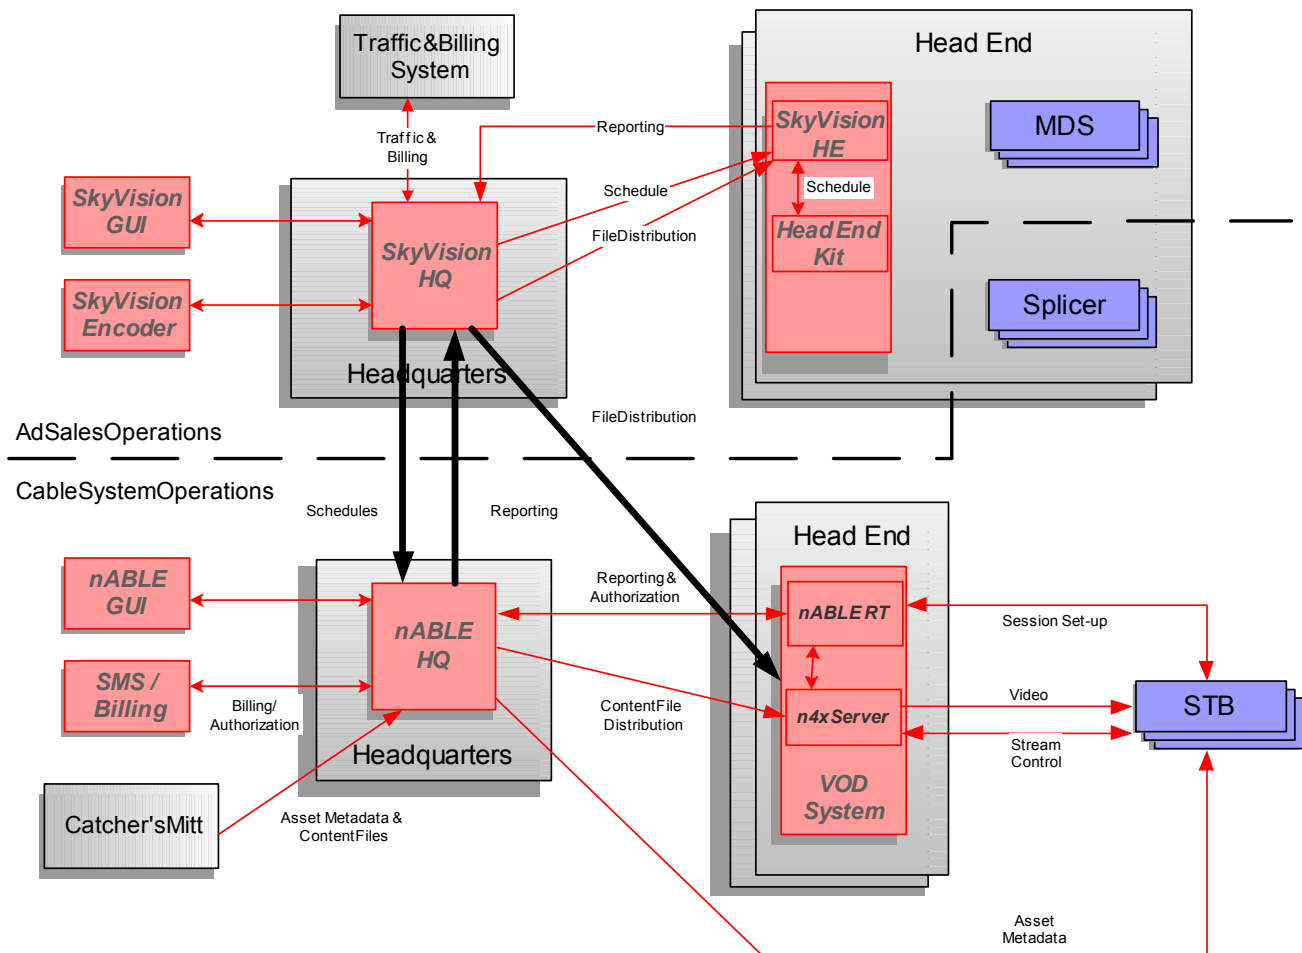 Traffic&Billing
System
Head End
Traffic &
Billing
Reporting
SkyVision
HE
MDS
SkyVision
GUI
Schedule
Schedule
SkyVision
HQ
FileDistribution
HeadEnd
Kit
SkyVision
Encoder
Splicer
Headquarters
FileDistribution
AdSalesOperations
CableSystemOperations
Schedules
Reporting
Head End
nABLE
GUI
Reporting &
Authorization
nABLE RT
Session Set-up
nABLE
HQ
SMS /
Billing
Billing/
Authorization
ContentFile
Distribution
n4xServer
Video
STB
Stream
Control
Headquarters
VOD
System
Catcher'sMitt
Asset Metadata &
ContentFiles
Asset
Metadata